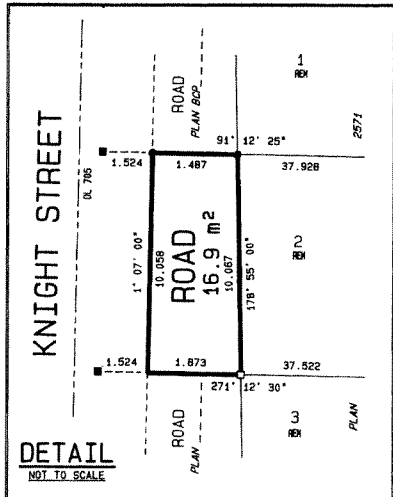 1
REM
ROAD
PLAN BCP
2571
91° 12' 25"
1.524
1.487
37.928
KNIGHT STREET
DL 705
1° 07' 00"
10.058
ROAD
16.9 m²
10.067
178° 55' 00"
2
REM
1.524
1.873
37.522
271° 12' 30"
ROAD
PLAN
3
REM
PLAN
DETAIL
NOT TO SCALE